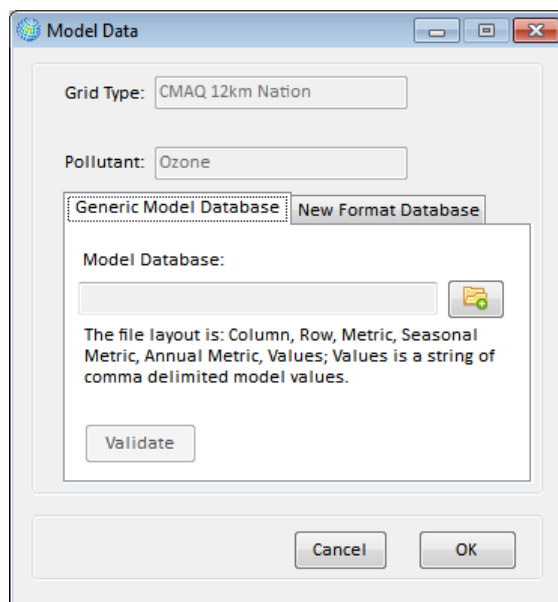 Model Data
Grid Type: CMAQ 12km Nation
Pollutant: Ozone
Generic Model Database New Format Database
Model Database:
The file layout is: Column, Row, Metric, Seasonal
Metric, Annual Metric, Values; Values is a string of
comma delimited model values.
Validate
Cancel OK